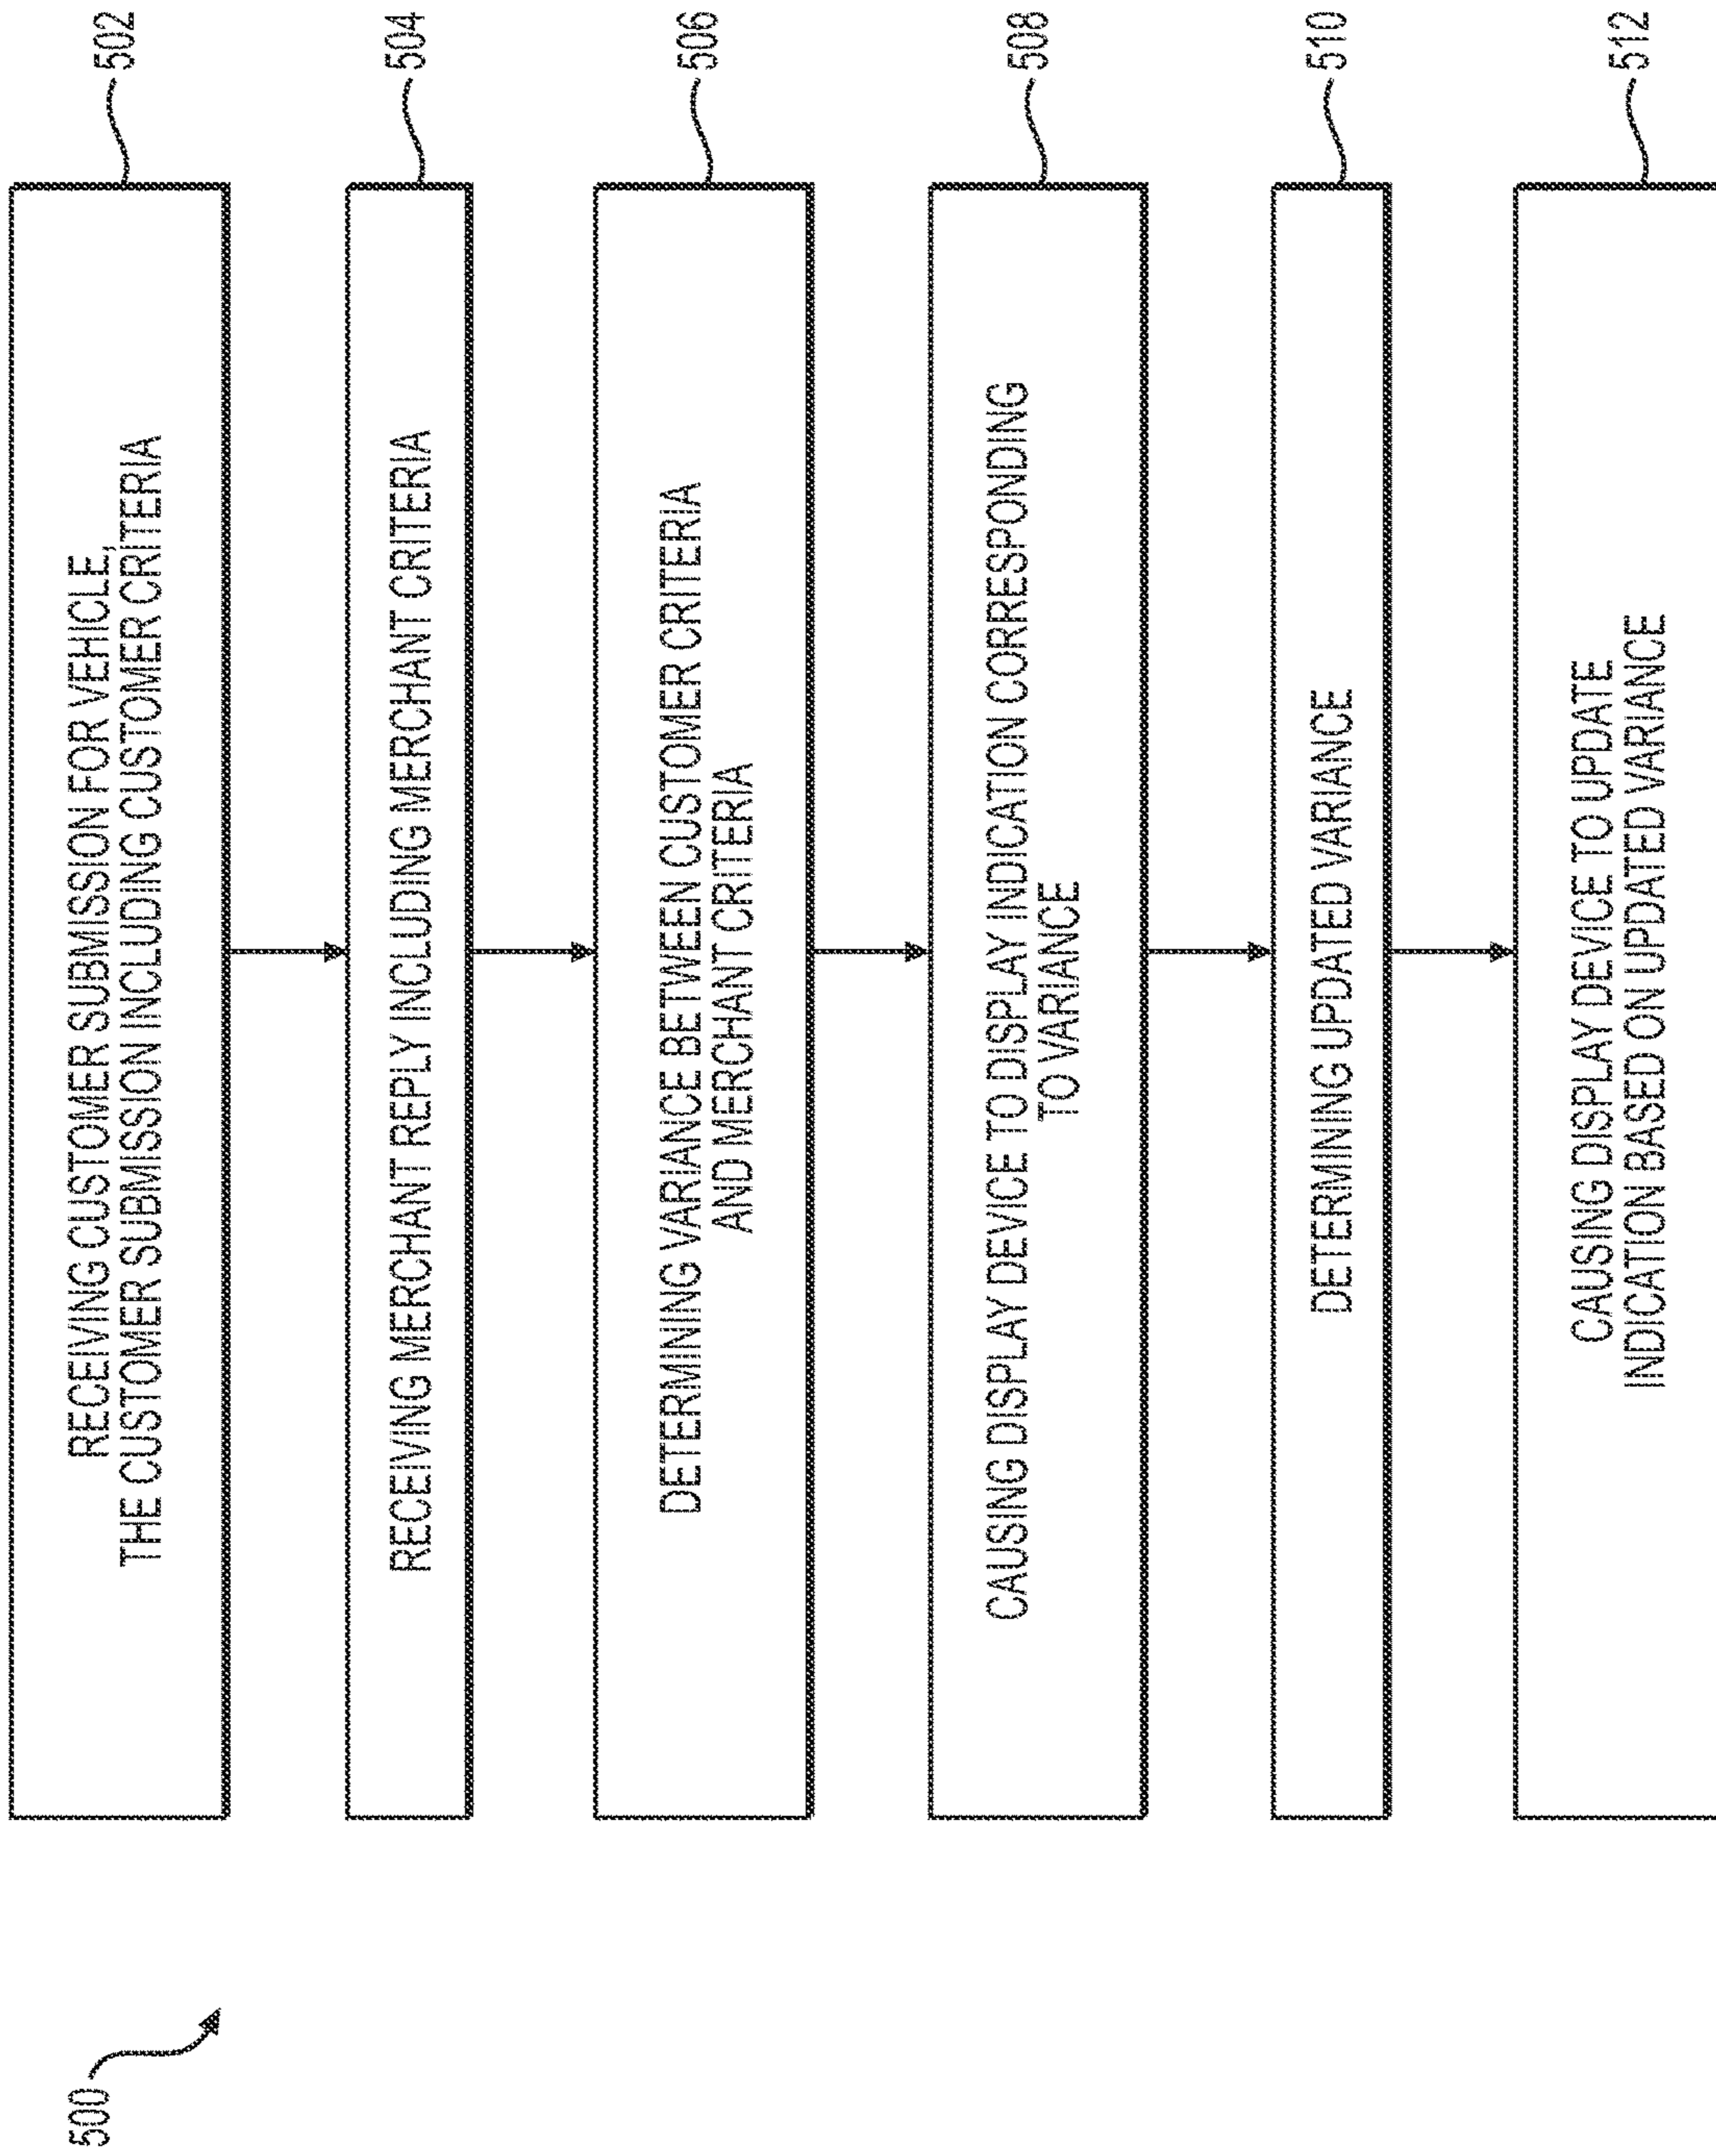 500
RECEIVING CUSTOMER SUBMISSION FOR VEHICLE,
THE CUSTOMER SUBMISSION INCLUDING CUSTOMER CRITERIA
502
RECEIVING MERCHANT REPLY INCLUDING MERCHANT CRITERIA
504
DETERMINING VARIANCE BETWEEN CUSTOMER CRITERIA
AND MERCHANT CRITERIA
506
CAUSING DISPLAY DEVICE TO DISPLAY INDICATION CORRESPONDING
TO VARIANCE
508
DETERMINING UPDATED VARIANCE
510
CAUSING DISPLAY DEVICE TO UPDATE
INDICATION BASED ON UPDATED VARIANCE
512